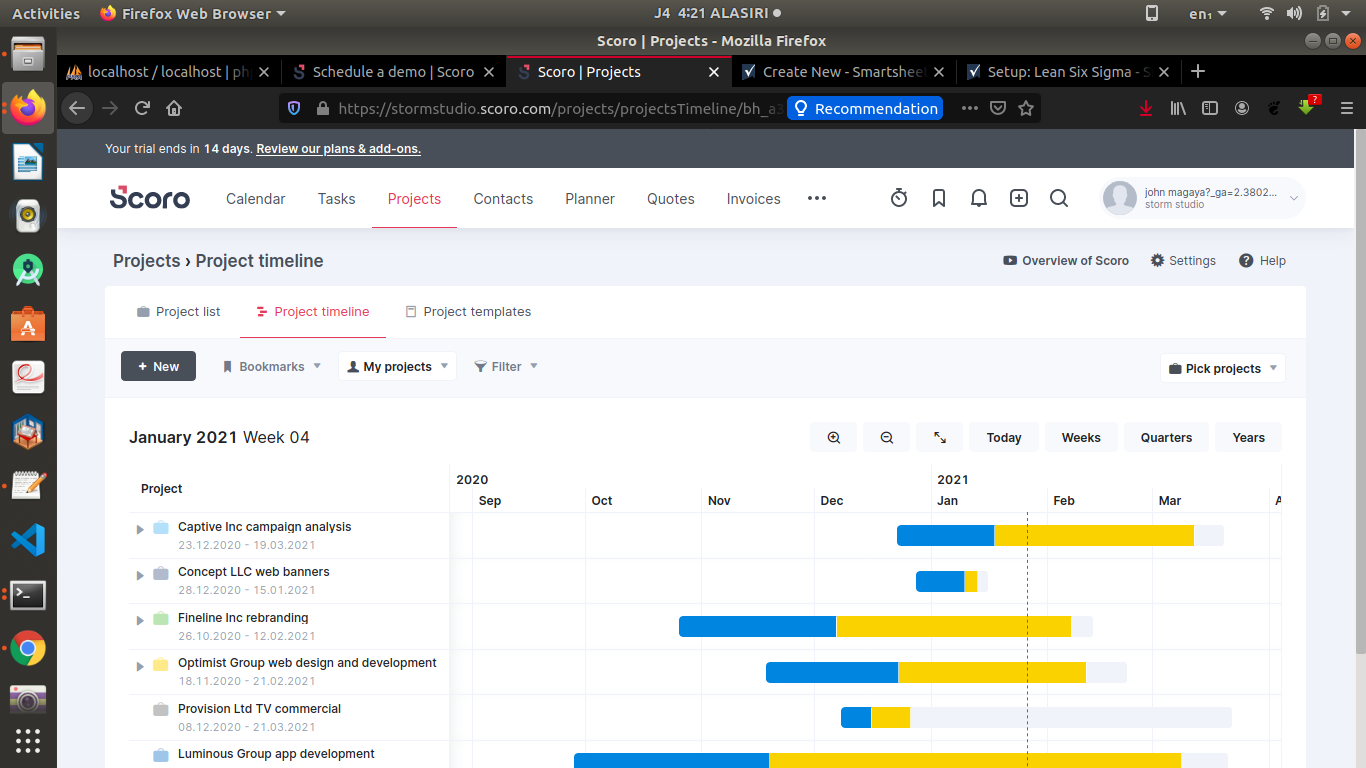 Activities Firefox Web Browser J4 4:21 ALASIRI en₁
Scoro | Projects - Mozilla Firefox
localhost / localhost | ph Schedule a demo | Scoro Scoro | Projects Create New - Smartshee Setup: Lean Six Sigma - S
https://stormstudio.scoro.com/projects/projectsTimeline/bh_a3 Recommendation ?
Your trial ends in 14 days. Review our plans & add-ons.
Scoro Calendar Tasks Projects Contacts Planner Quotes Invoices john magaya?_ga=2.3802...
storm studio
Projects › Project timeline Overview of Scoro Settings Help
Project list Project timeline Project templates
+ New Bookmarks My projects Filter Pick projects
January 2021 Week 04 Today Weeks Quarters Years
2020 2021
Project Sep Oct Nov Dec Jan Feb Mar A
Captive Inc campaign analysis
23.12.2020 - 19.03.2021
Concept LLC web banners
28.12.2020 - 15.01.2021
Fineline Inc rebranding
26.10.2020 - 12.02.2021
Optimist Group web design and development
18.11.2020 - 21.02.2021
Provision Ltd TV commercial
08.12.2020 - 21.03.2021
Luminous Group app development